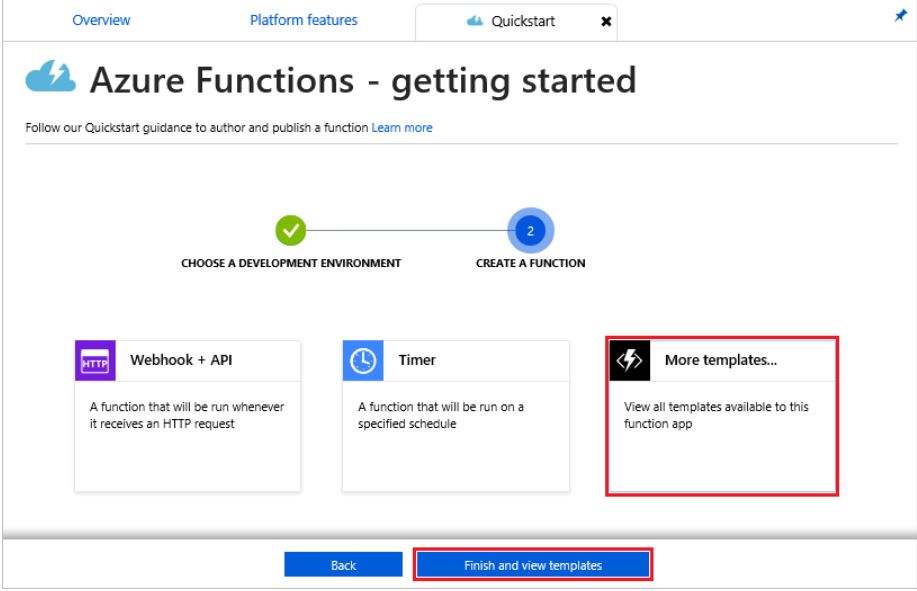 Overview Platform features Quickstart
Azure Functions - getting started
Follow our Quickstart guidance to author and publish a function Learn more
2
CHOOSE A DEVELOPMENT ENVIRONMENT CREATE A FUNCTION
HTTP Webhook + API
A function that will be run whenever
it receives an HTTP request
Timer
A function that will be run on a
specified schedule
More templates...
View all templates available to this
function app
Back Finish and view templates